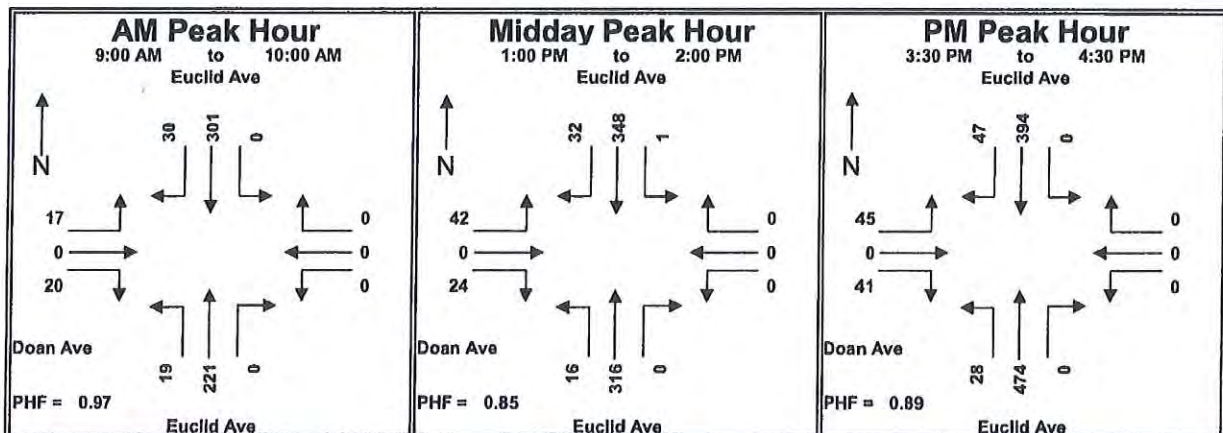 AM Peak Hour
9:00 AM to 10:00 AM
Euclid Ave
N
30 301 0
17
0
20
0
0
0
19 221 0
Doan Ave
PHF = 0.97
Euclid Ave
Midday Peak Hour
1:00 PM to 2:00 PM
Euclid Ave
N
32 348 1
42
0
24
0
0
0
16 316 0
Doan Ave
PHF = 0.85
Euclid Ave
PM Peak Hour
3:30 PM to 4:30 PM
Euclid Ave
N
47 394 0
45
0
41
0
0
0
28 474 0
Doan Ave
PHF = 0.89
Euclid Ave